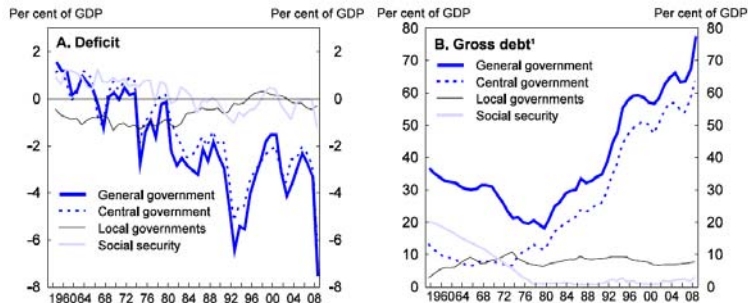 Per cent of GDP
Per cent of GDP
A. Deficit
2
0
-2
-4
-6
-8
2
0
-2
-4
-6
-8
General government
Central government
Local governments
Social security
196064 68 72 76 80 84 88 92 96 00 04 08
Per cent of GDP
Per cent of GDP
B. Gross debt¹
General government
Central government
Local governments
Social security
80
70
60
50
40
30
20
10
0
80
70
60
50
40
30
20
10
0
196064 68 72 76 80 84 88 92 96 00 04 08